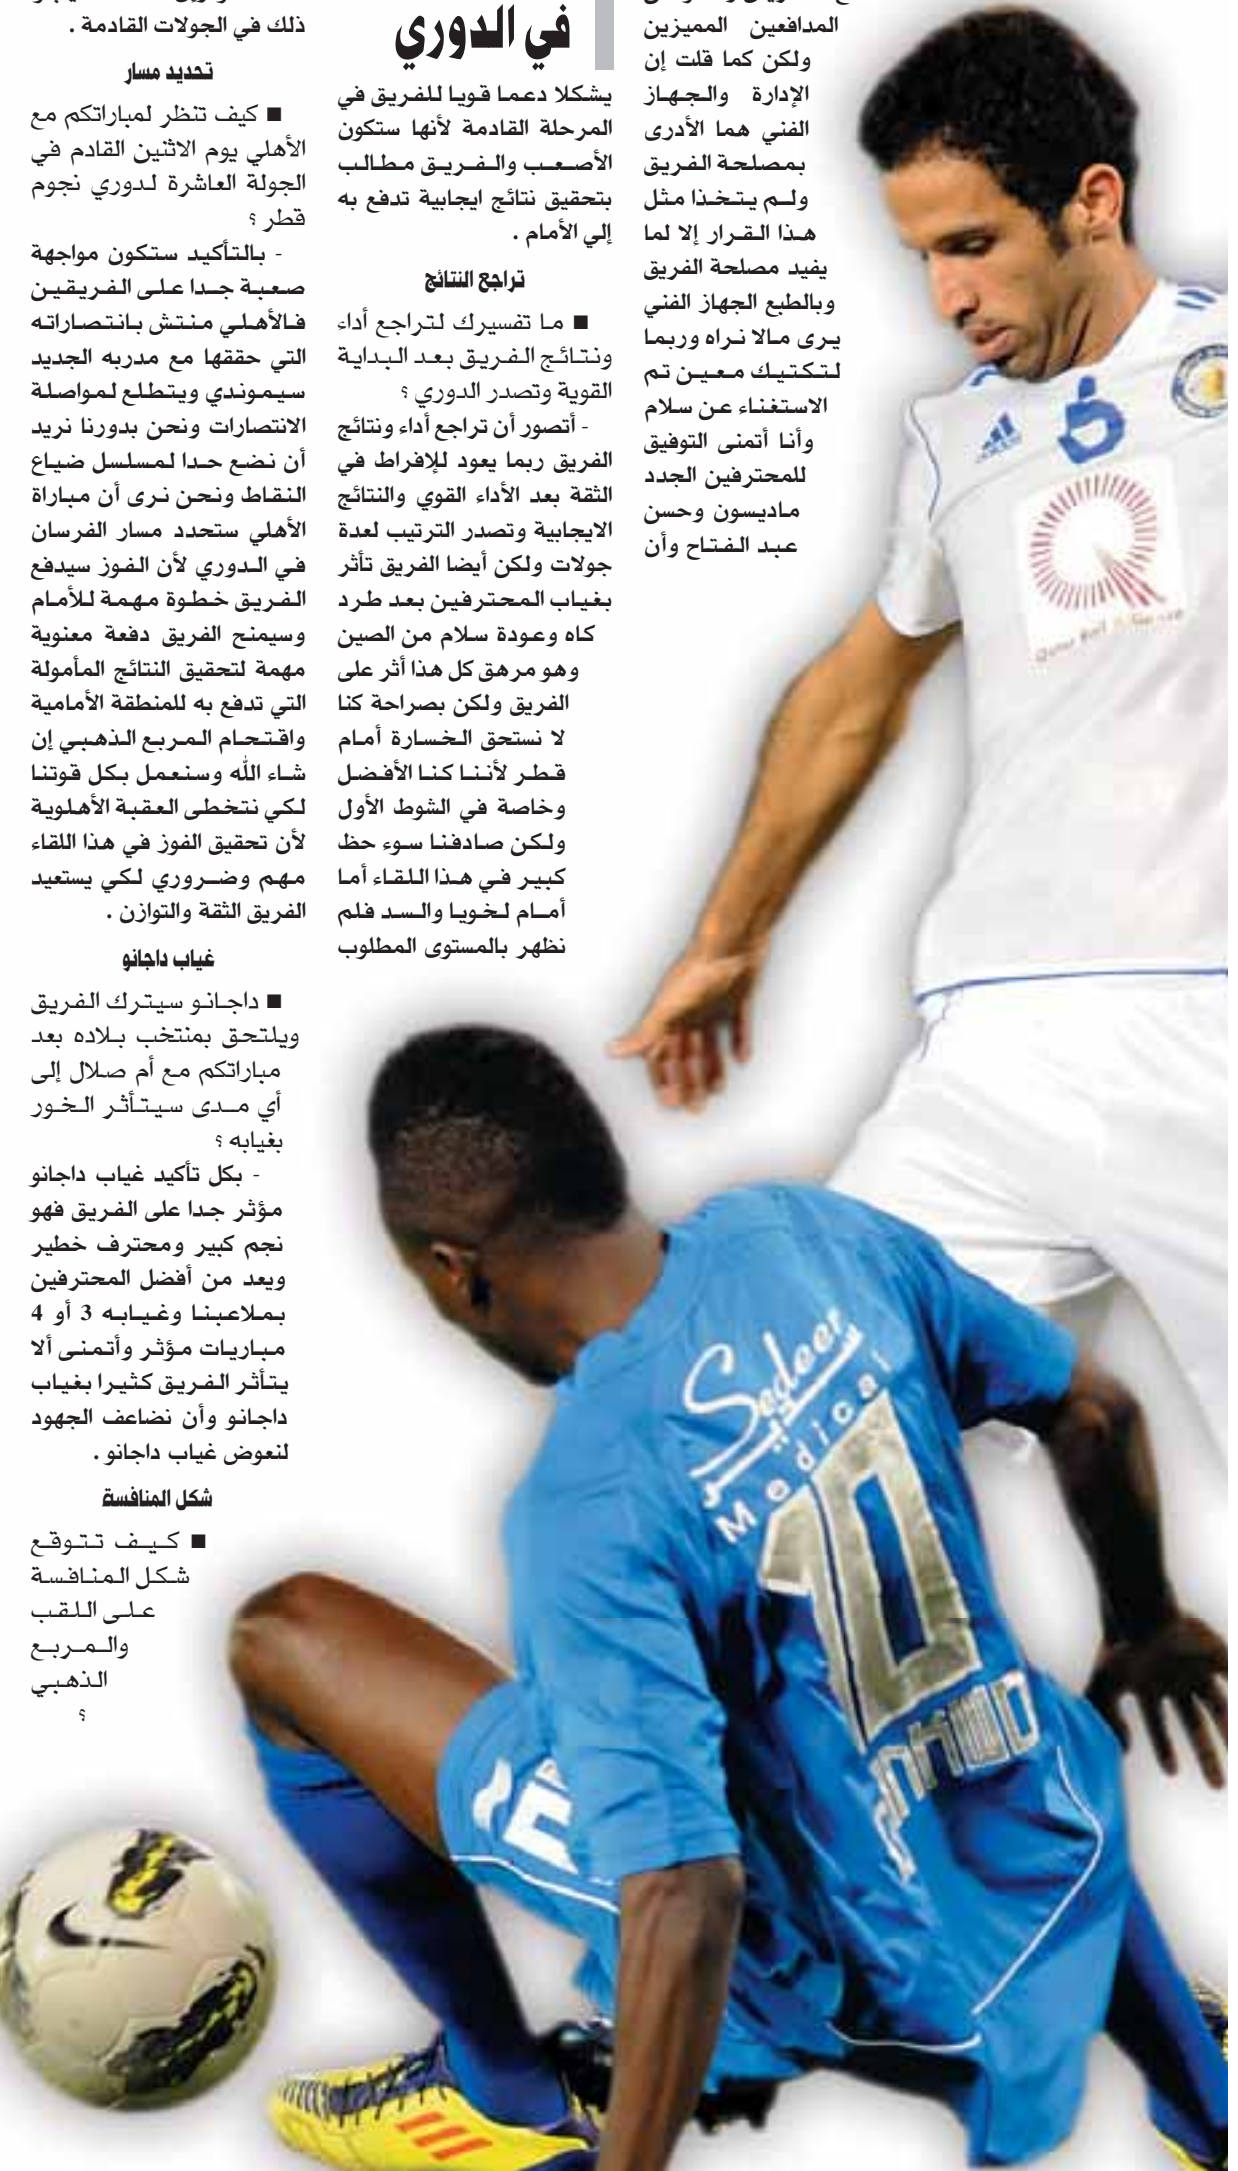 المدافعين المميزين
ولكن كما قلت إن
الإدارة والجهاز
الفني هما الأدرى
بمصلحة الفريق
ولم يتخذا مثل
هذا القرار إلا لما
يفيد مصلحة الفريق
وبالطبع الجهاز الفني
يرى مالا نراه وربما
لتكتيك معين تم
الاستغناء عن سلام
وأنا أتمنى التوفيق
للمحترفين الجدد
ماديسون وحسن
عبد الفتاح وأن
في الدوري
يشكلا دعما قويا للفريق في
المرحلة القادمة لأنها ستكون
الأصعب والفريق مطالب
بتحقيق نتائج ايجابية تدفع به
إلي الأمام .
تراجع النتائج
■ ما تفسيرك لتراجع أداء
ونتائج الفريق بعد البداية
القوية وتصدر الدوري ؟
- أتصور أن تراجع أداء ونتائج
الفريق ربما يعود للإفراط في
الثقة بعد الأداء القوي والنتائج
الايجابية وتصدر الترتيب لعدة
جولات ولكن أيضا الفريق تأثر
بغياب المحترفين بعد طرد
كاه وعودة سلام من الصين
وهو مرهق كل هذا أثر على
الفريق ولكن بصراحة كنا
لا نستحق الخسارة أمام
قطر لأننا كنا الأفضل
وخاصة في الشوط الأول
ولكن صادفنا سوء حظ
كبير في هذا اللقاء أما
أمام لخويا والسد فلم
نظهر بالمستوى المطلوب
ذلك في الجولات القادمة .
تحديد مسار
■ كيف تنظر لمباراتكم مع
الأهلي يوم الاثنين القادم في
الجولة العاشرة لدوري نجوم
قطر ؟
- بالتأكيد ستكون مواجهة
صعبة جدا على الفريقين
فالأهلي منتش بانتصاراته
التي حققها مع مدربه الجديد
سيموندي ويتطلع لمواصلة
الانتصارات ونحن بدورنا نريد
أن نضع حدا لمسلسل ضياع
النقاط ونحن نرى أن مباراة
الأهلي ستحدد مسار الفرسان
في الدوري لأن الفوز سيدفع
الفريق خطوة مهمة للأمام
وسيمنح الفريق دفعة معنوية
مهمة لتحقيق النتائج المأمولة
التي تدفع به للمنطقة الأمامية
واقتحام المربع الذهبي إن
شاء الله وسنعمل بكل قوتنا
لكي نتخطى العقبة الأهلوية
لأن تحقيق الفوز في هذا اللقاء
مهم وضروري لكي يستعيد
الفريق الثقة والتوازن .
غياب داجانو
■ داجانو سيترك الفريق
ويلتحق بمنتخب بلاده بعد
مباراتكم مع أم صلال إلى
أي مدى سيتأثر الخور
بغيابه ؟
- بكل تأكيد غياب داجانو
مؤثر جدا على الفريق فهو
نجم كبير ومحترف خطير
ويعد من أفضل المحترفين
بملاعبنا وغيابه 3 أو 4
مباريات مؤثر وأتمنى ألا
يتأثر الفريق كثيرا بغياب
داجانو وأن نضاعف الجهود
لنعوض غياب داجانو .
شكل المنافسة
■ كيف تتوقع
شكل المنافسة
على اللقب
والمربع
الذهبي
؟
adidas
Sedeer
Medical
10